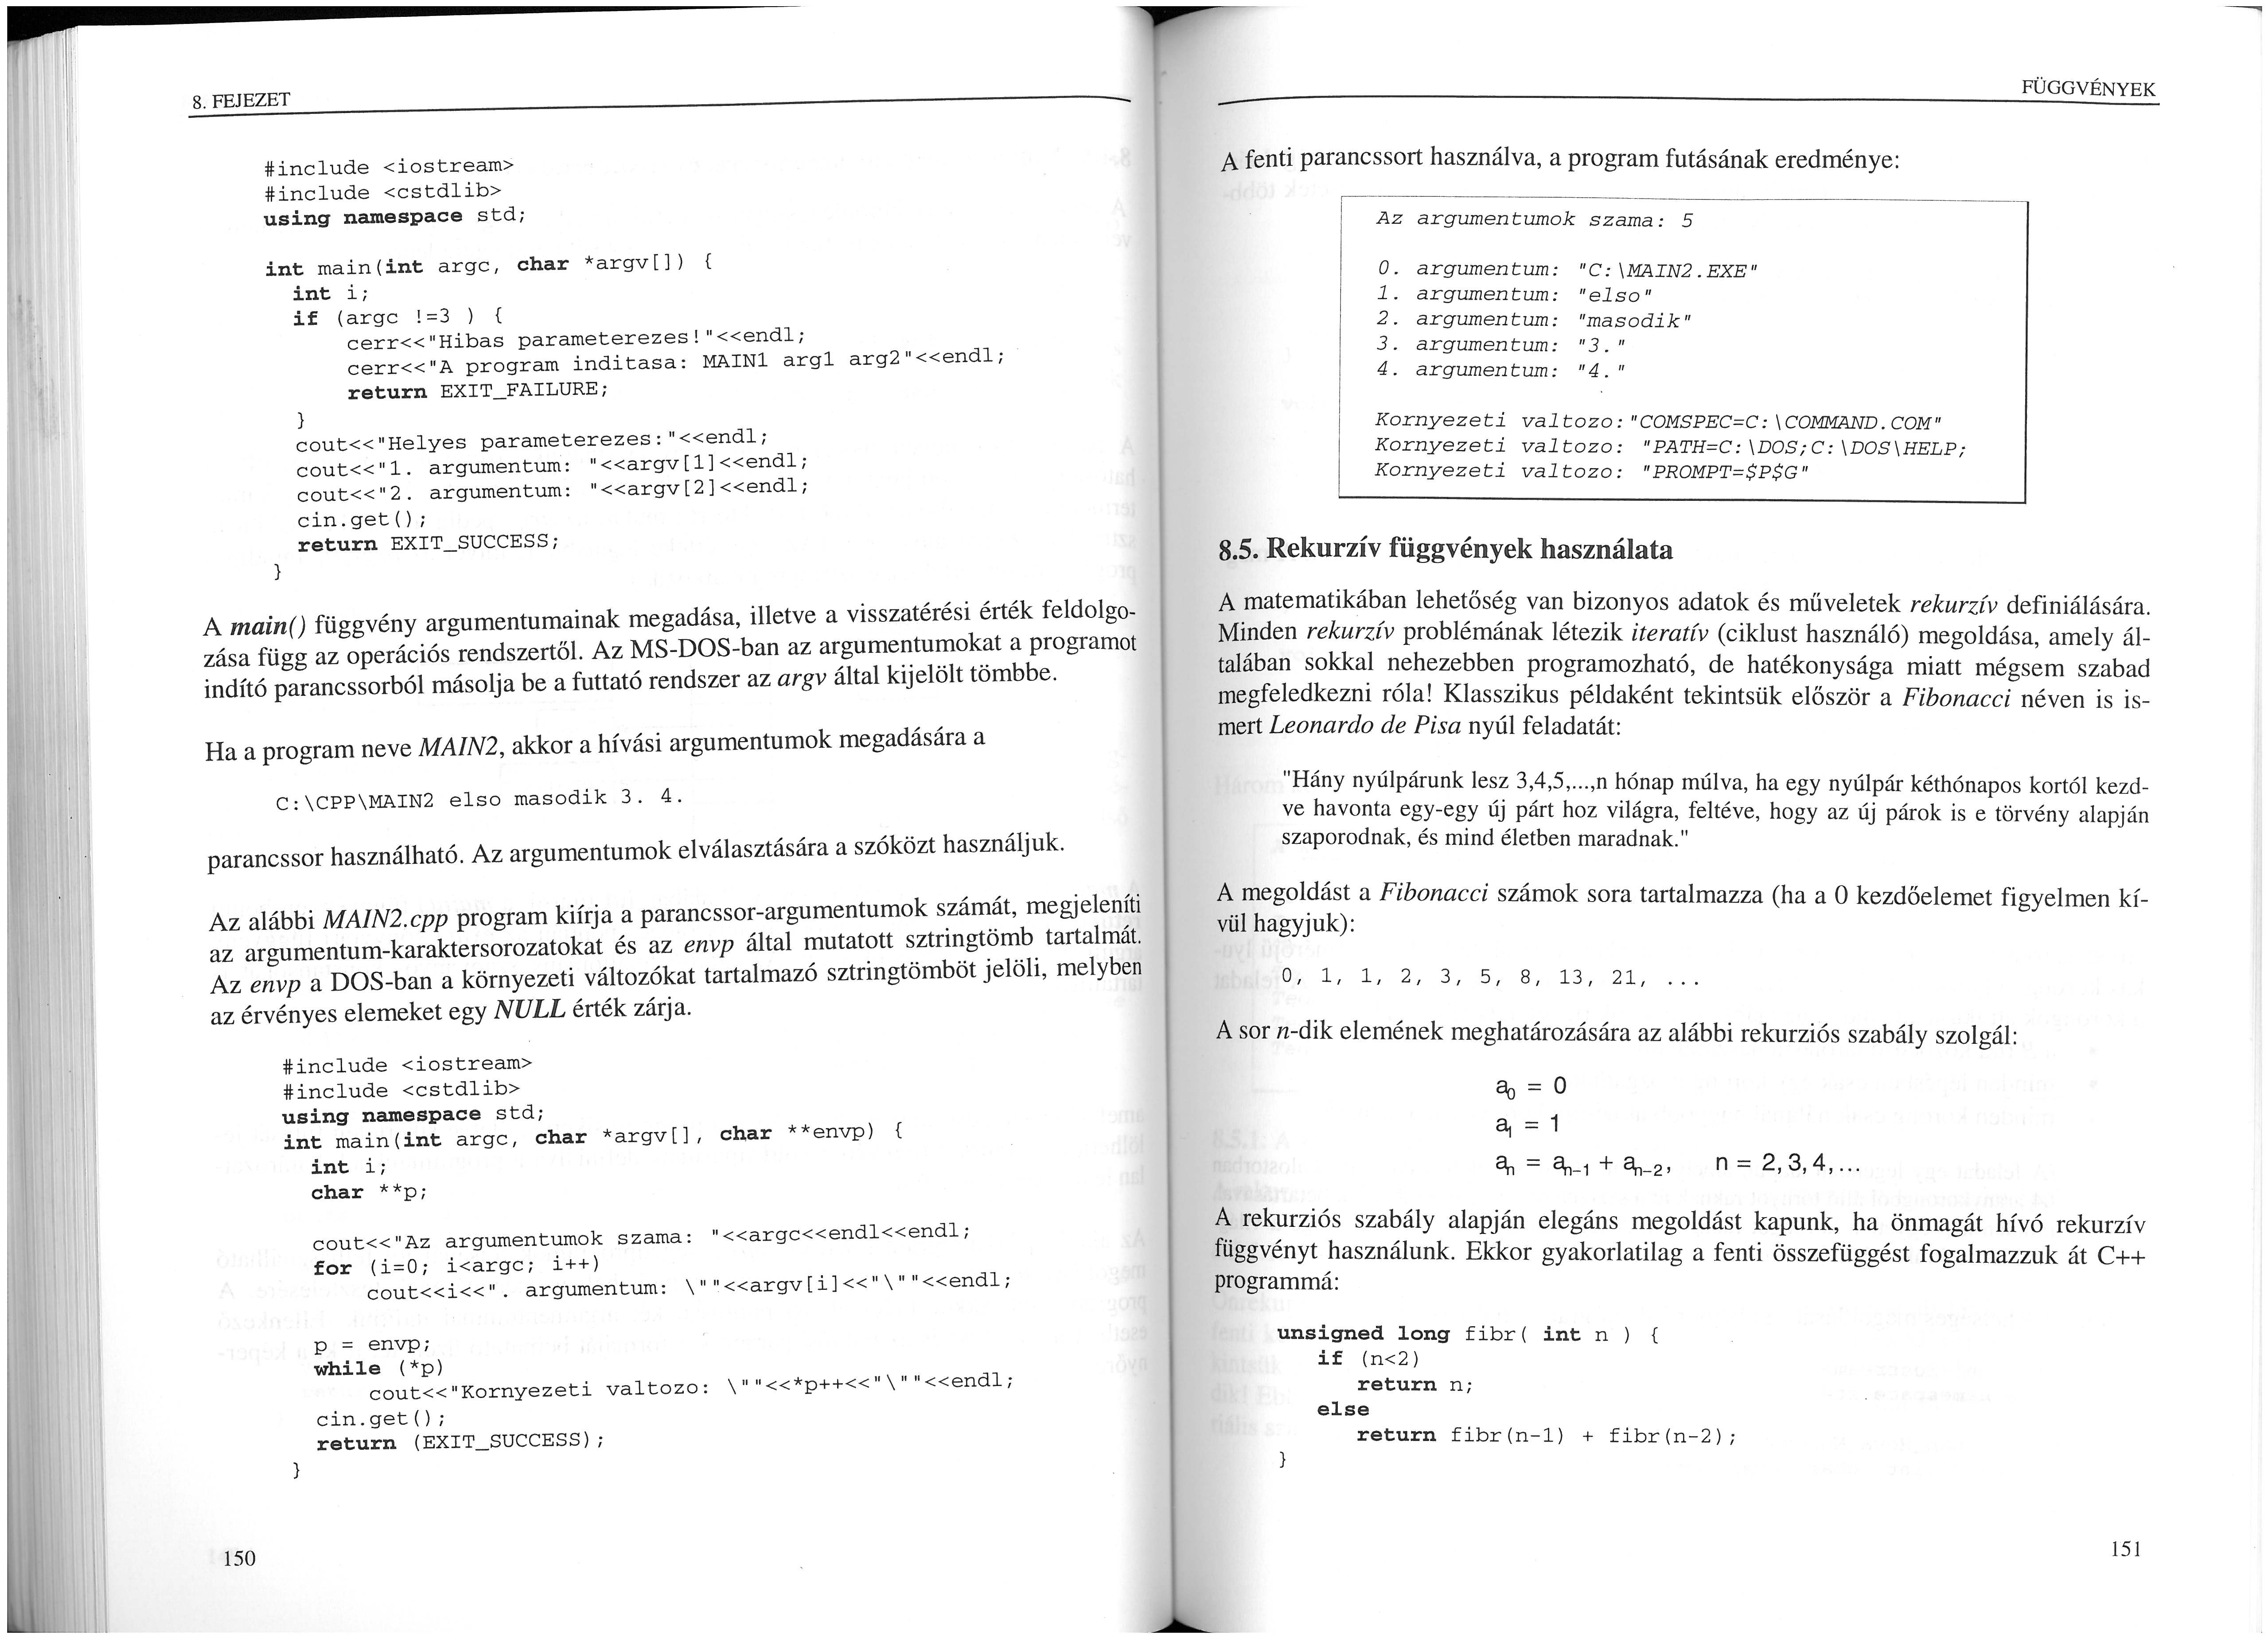 8. FEJEZET
#include <iostream>
#include <cstdlib>
using namespace std;
int main(int argc, char *argv[]) {
int i;
if (argc !=3 ) {
cerr<<"Hibas parameterezes!"<<endl;
cerr<<"A program inditasa: MAIN1 arg1 arg2"<<endl;
return EXIT_FAILURE;
}
cout<<"Helyes parameterezes:"<<endl;
cout<<"1. argumentum: "<<argv[1]<<endl;
cout<<"2. argumentum: "<<argv[2]<<endl;
cin.get();
return EXIT_SUCCESS;
}
A main() függvény argumentumainak megadása, illetve a visszatérési érték feldolgo-
zása függ az operációs rendszertől. Az MS-DOS-ban az argumentumokat a programot
indító parancssorból másolja be a futtató rendszer az argv által kijelölt tömbbe.
Ha a program neve MAIN2, akkor a hívási argumentumok megadására a
C:\CPP\MAIN2 elso masodik 3. 4.
parancssor használható. Az argumentumok elválasztására a szóközt használjuk.
Az alábbi MAIN2.cpp program kiírja a parancssor-argumentumok számát, megjeleníti
az argumentum-karaktersorozatokat és az envp által mutatott sztringtömb tartalmát.
Az envp a DOS-ban a környezeti változókat tartalmazó sztringtömböt jelöli, melyben
az érvényes elemeket egy NULL érték zárja.
#include <iostream>
#include <cstdlib>
using namespace std;
int main(int argc, char *argv[], char **envp) {
int i;
char **p;
cout<<"Az argumentumok szama: "<<argc<<endl<<endl;
for (i=0; i<argc; i++)
cout<<i<<". argumentum: \""<<argv[i]<<"\""<<endl;
p = envp;
while (*p)
cout<<"Kornyezeti valtozo: \""<<*p++<<"\""<<endl;
cin.get();
return (EXIT_SUCCESS);
}
150
FÜGGVÉNYEK
A fenti parancssort használva, a program futásának eredménye:
Az argumentumok szama: 5
0. argumentum: "C:\MAIN2.EXE"
1. argumentum: "elso"
2. argumentum: "masodik"
3. argumentum: "3."
4. argumentum: "4."
Kornyezeti valtozo:"COMSPEC=C:\COMMAND.COM"
Kornyezeti valtozo: "PATH=C:\DOS;C:\DOS\HELP;
Kornyezeti valtozo: "PROMPT=$P$G"
8.5. Rekurzív függvények használata
A matematikában lehetőség van bizonyos adatok és műveletek rekurzív definiálására.
Minden rekurzív problémának létezik iteratív (ciklust használó) megoldása, amely ál-
talában sokkal nehezebben programozható, de hatékonysága miatt mégsem szabad
megfeledkezni róla! Klasszikus példaként tekintsük először a Fibonacci néven is is-
mert Leonardo de Pisa nyúl feladatát:
"Hány nyúlpárunk lesz 3,4,5,...,n hónap múlva, ha egy nyúlpár kéthónapos kortól kezd-
ve havonta egy-egy új párt hoz világra, feltéve, hogy az új párok is e törvény alapján
szaporodnak, és mind életben maradnak."
A megoldást a Fibonacci számok sora tartalmazza (ha a 0 kezdőelemet figyelmen kí-
vül hagyjuk):
0, 1, 1, 2, 3, 5, 8, 13, 21, ...
A sor n-dik elemének meghatározására az alábbi rekurziós szabály szolgál:
a₀ = 0
a₁ = 1
aₙ = aₙ₋₁ + aₙ₋₂, n = 2,3,4,...
A rekurziós szabály alapján elegáns megoldást kapunk, ha önmagát hívó rekurzív
függvényt használunk. Ekkor gyakorlatilag a fenti összefüggést fogalmazzuk át C++
programmá:
unsigned long fibr( int n ) {
if (n<2)
return n;
else
return fibr(n-1) + fibr(n-2);
}
151